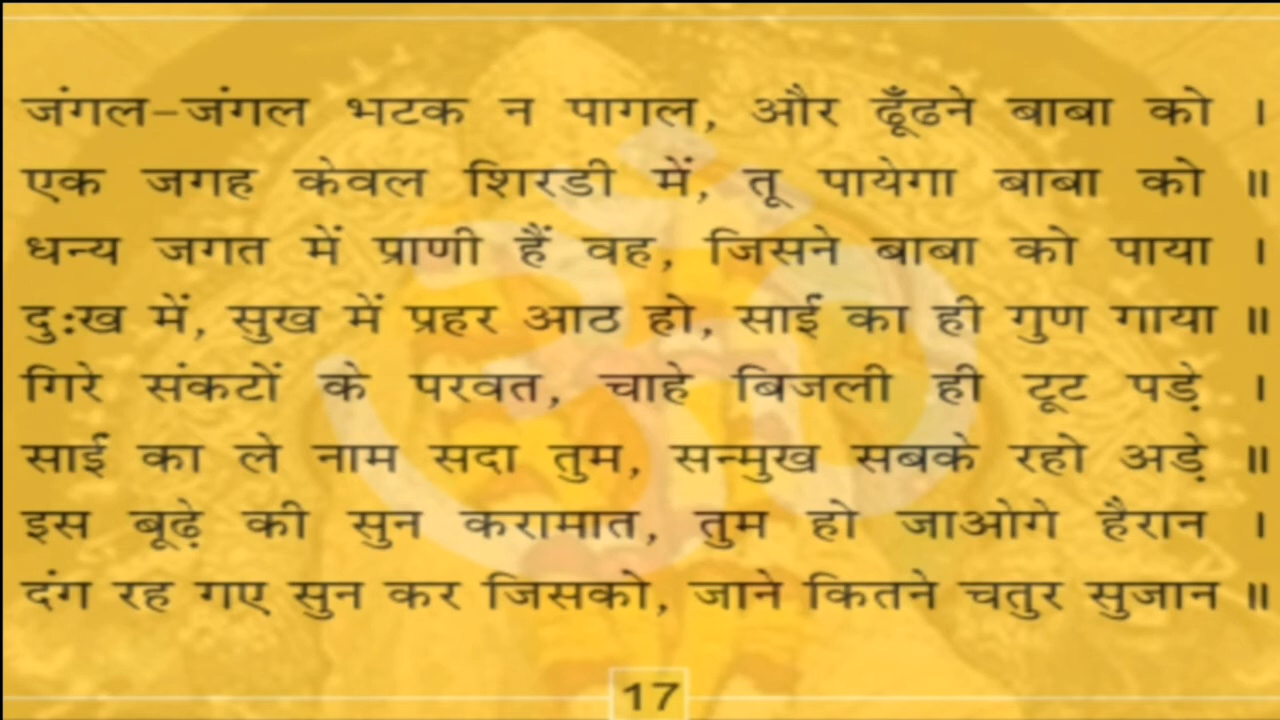 जंगल-जंगल भटक न पागल, और ढूँढने बाबा को ।
एक जगह केवल शिरडी में, तू पायेगा बाबा को ॥
धन्य जगत में प्राणी हैं वह, जिसने बाबा को पाया ।
दुःख में, सुख में प्रहर आठ हो, साईं का ही गुण गाया ॥
गिरे संकटों के परवत, चाहे बिजली ही टूट पड़े ।
साईं का ले नाम सदा तुम, सन्मुख सबके रहो अड़े ॥
इस बूढ़े की सुन करामात, तुम हो जाओगे हैरान ।
दंग रह गए सुन कर जिसको, जाने कितने चतुर सुजान ॥
17